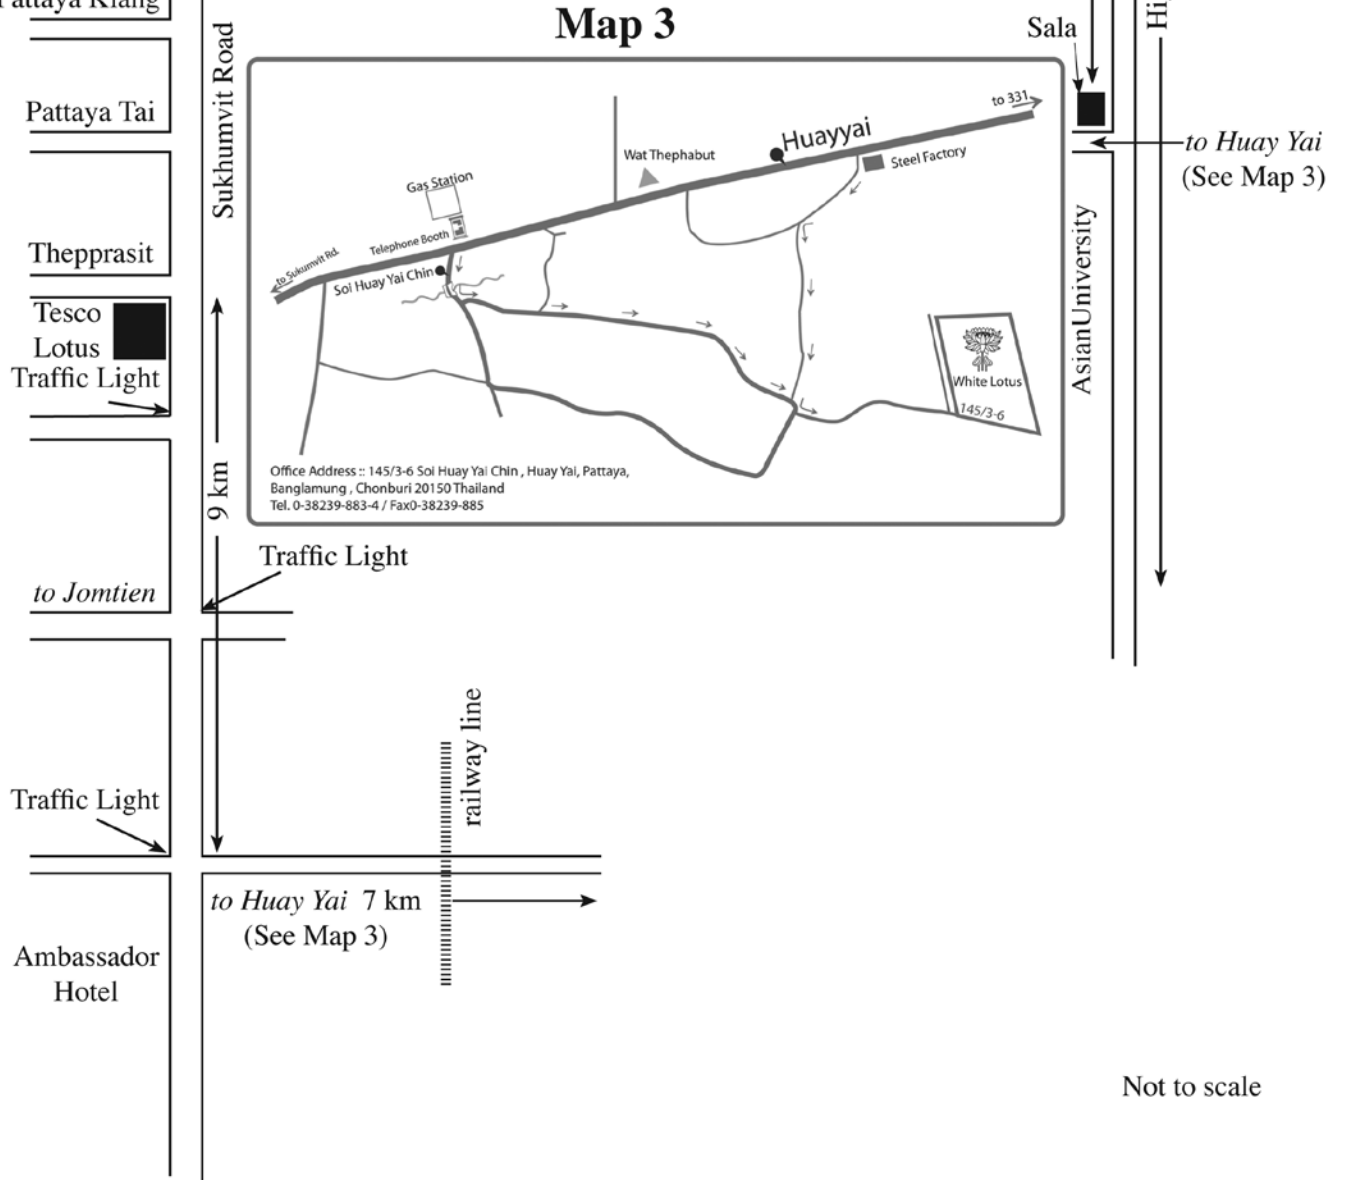 Map 3
Pattaya Klang
Pattaya Tai
Thepprasit
Tesco
Lotus
Traffic Light
to Jomtien
Traffic Light
Ambassador
Hotel
Sukhumvit Road
9 km
Traffic Light
to Huay Yai 7 km
(See Map 3)
railway line
to 331
Huayyai
Steel Factory
Wat Thephabut
Gas Station
Telephone Booth
to Sukumvit Rd.
Soi Huay Yai Chin
White Lotus
145/3-6
Office Address :: 145/3-6 Soi Huay Yai Chin , Huay Yai, Pattaya,
Banglamung , Chonburi 20150 Thailand
Tel. 0-38239-883-4 / Fax0-38239-885
Sala
to Huay Yai
(See Map 3)
AsianUniversity
Not to scale